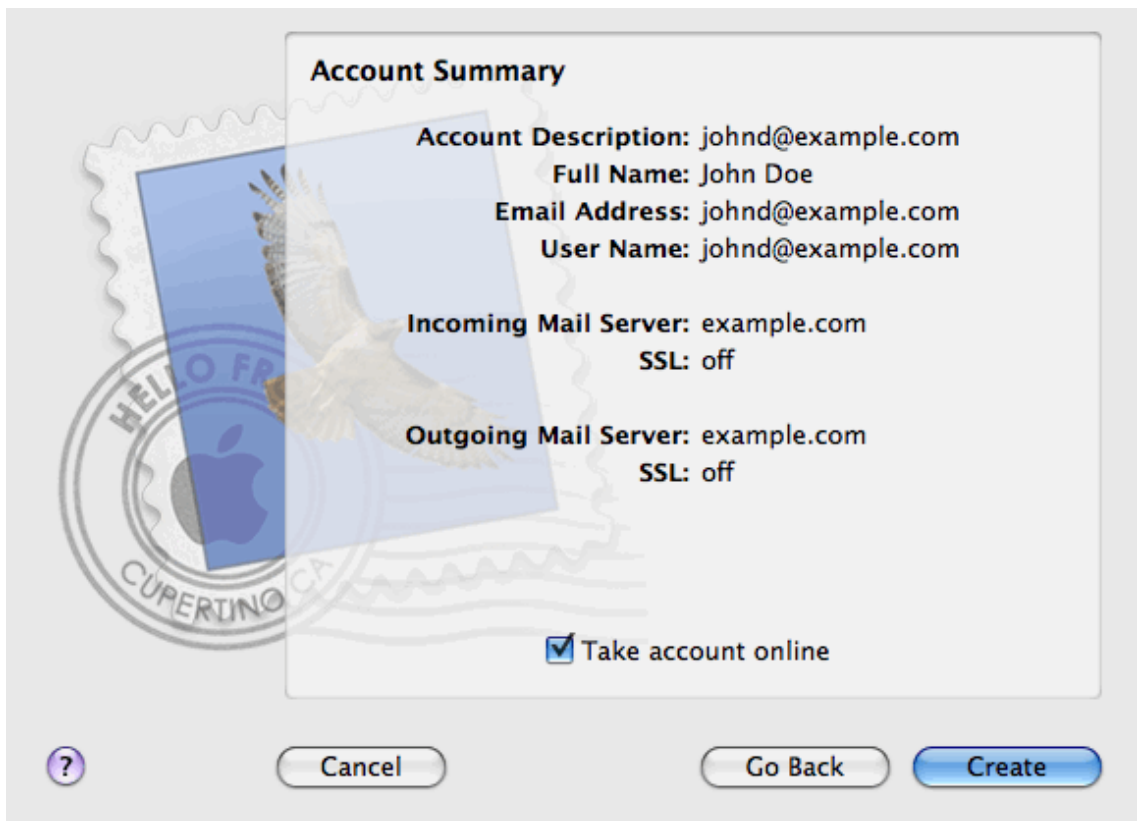 Account Summary
Account Description: johnd@example.com
Full Name: John Doe
Email Address: johnd@example.com
User Name: johnd@example.com
Incoming Mail Server: example.com
SSL: off
Outgoing Mail Server: example.com
SSL: off
HELLO FR
CUPERTINO CA
Take account online
?
Cancel
Go Back
Create